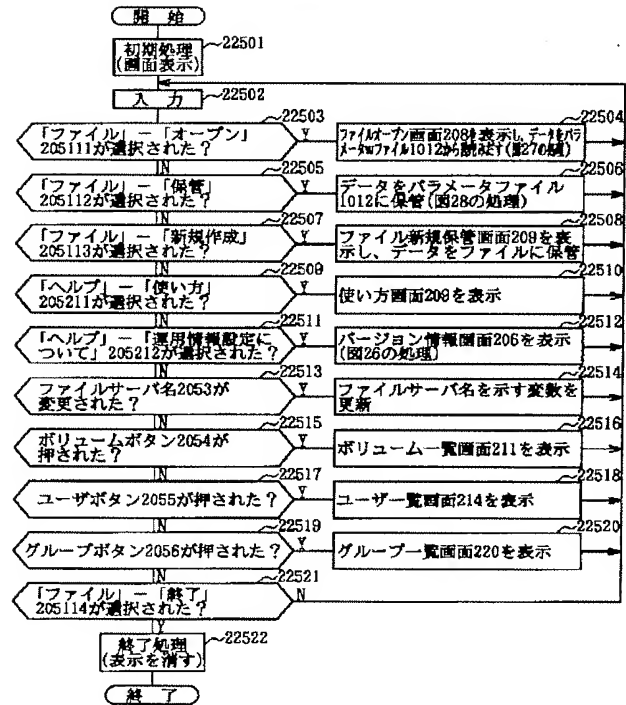 開 始
22501
初期処理
(画面表示)
22502
入 力
22503
「ファイル」－「オープン」
205111が選択された？
Y
22504
ファイルオープン画面208を表示し、データをパラ
メータファイル1012から読み出す(図27の処理)
N
22505
「ファイル」－「保管」
205112が選択された？
Y
22506
データをパラメータファイル
1012に保管(図28の処理)
N
22507
「ファイル」－「新規作成」
205113が選択された？
Y
22508
ファイル新規保管画面209を表
示し、データをファイルに保管
N
22509
「ヘルプ」－「使い方」
205211が選択された？
Y
22510
使い方画面209を表示
N
22511
「ヘルプ」－「運用情報設定に
ついて」205212が選択された？
Y
22512
バージョン情報画面206を表示
(図26の処理)
N
22513
ファイルサーバ名2053が
変更された？
Y
22514
ファイルサーバ名を示す変数を
更新
N
22515
ボリュームボタン2054が
押された？
Y
22516
ボリューム一覧画面211を表示
N
22517
ユーザボタン2055が押された？
Y
22518
ユーザ一覧画面214を表示
N
22519
グループボタン2056が押された？
Y
22520
グループ一覧画面220を表示
N
22521
「ファイル」－「終了」
205114が選択された？
N
Y
22522
終了処理
(表示を消す)
終 了